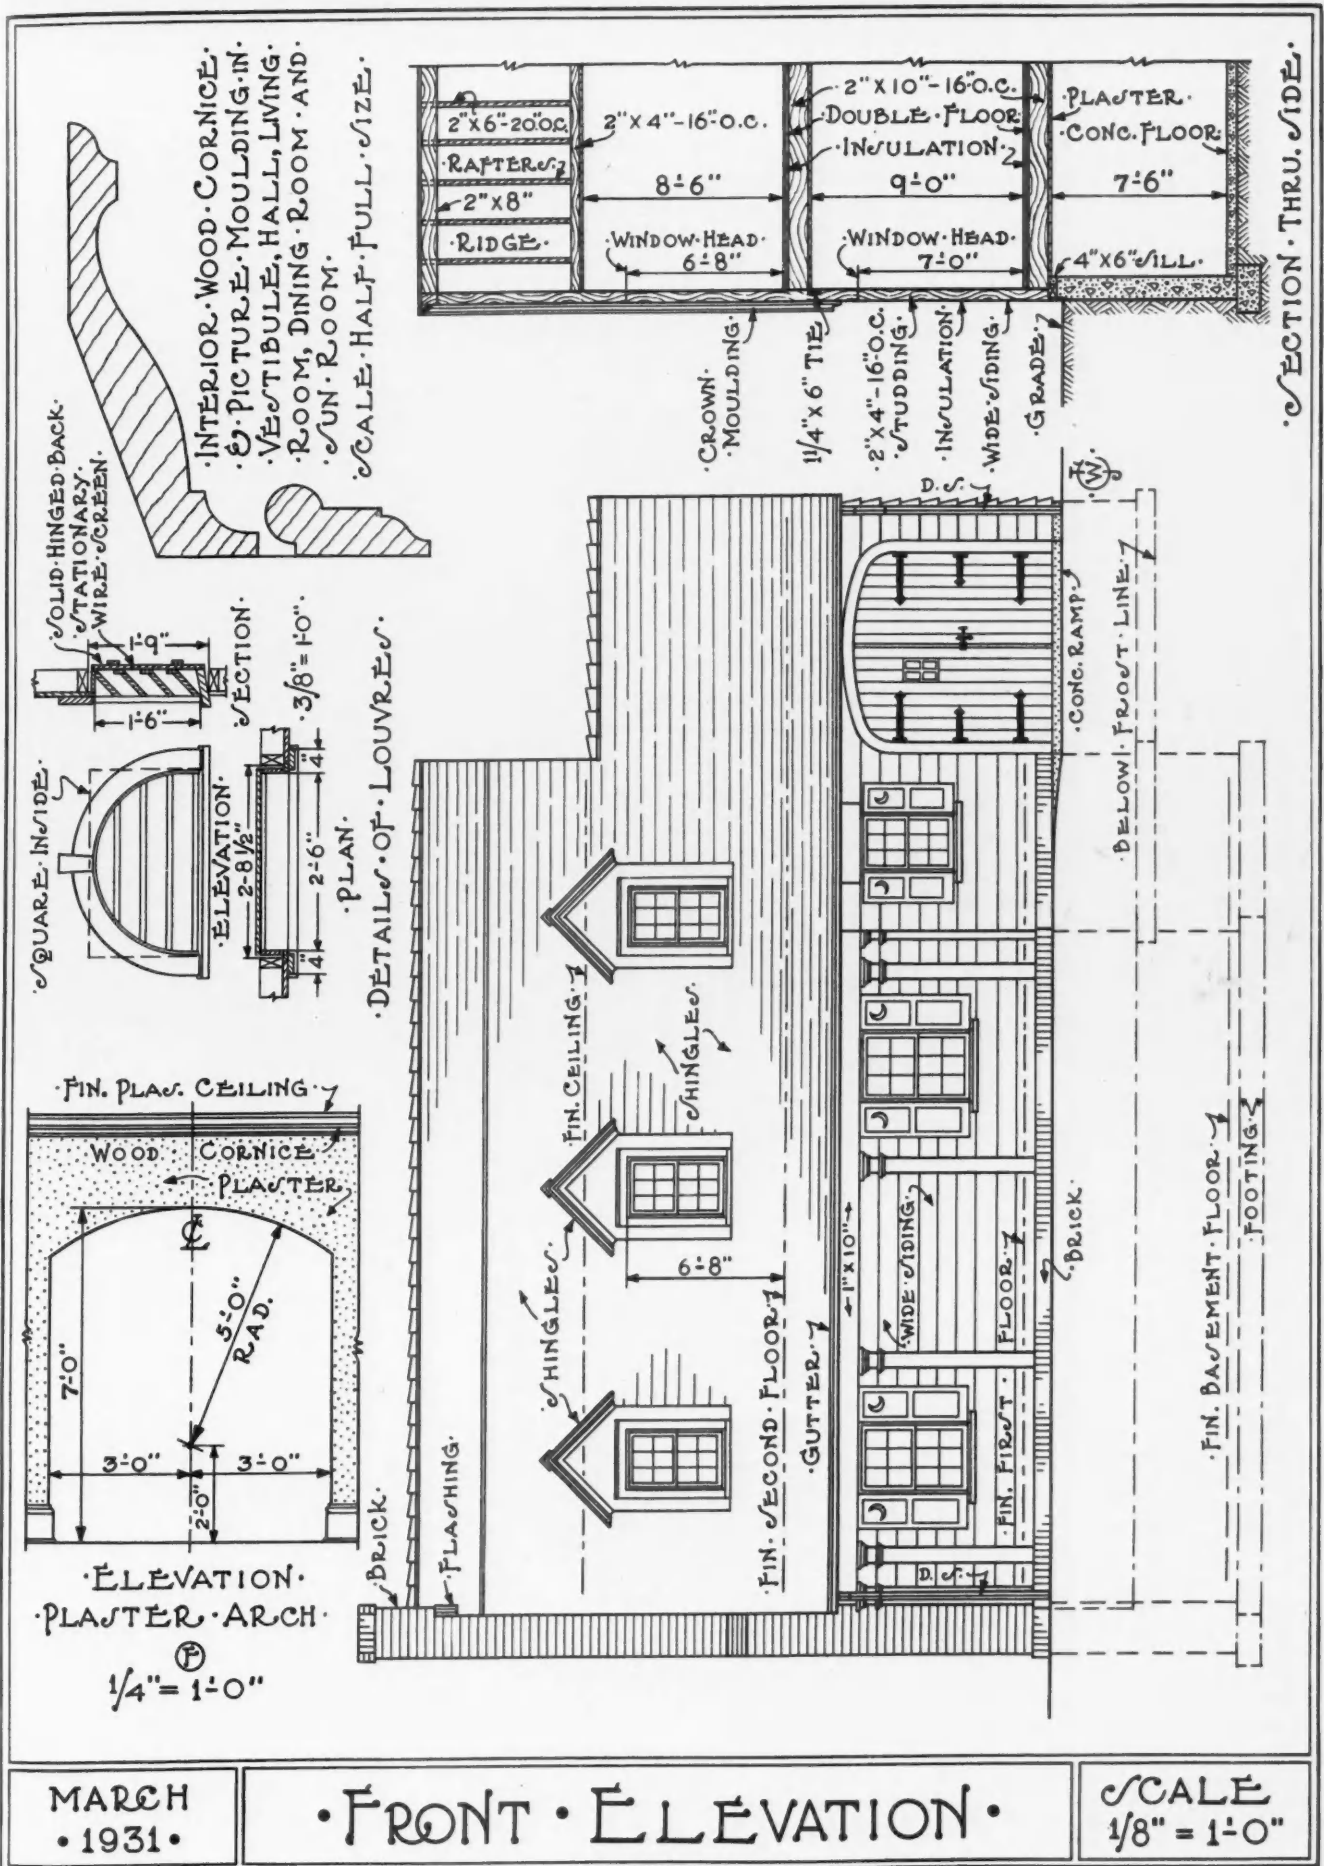 ·INTERIOR·WOOD·CORNICE·
·&·PICTURE·MOULDING·IN·
VESTIBULE, HALL, LIVING·
·ROOM, DINING·ROOM·AND·
·SUN·ROOM·
·SCALE·HALF·FULL·SIZE·
·SOLID·HINGED·BACK·
·STATIONARY·
·WIRE·SCREEN·
1'-9"
1'-6"
·SECTION·
·3/8" = 1'-0"·
·SQUARE·INSIDE·
·ELEVATION·
2'-8 1/2"
4"
2'-6"
4"
·PLAN·
·DETAILS·OF·LOUVRES·
·FIN. PLAS. CEILING·
WOOD · CORNICE
PLASTER
℄
7'-0"
5'-0"
RAD.
3'-0"
3'-0"
2'-0"
·ELEVATION·
·PLASTER·ARCH·
F
1/4" = 1'-0"
2"X6"-20"O.C.
·RAFTERS·
2"X8"
·RIDGE·
2"X4"-16"O.C.
8'-6"
·WINDOW·HEAD·
6'-8"
2"X10"-16"O.C.
·DOUBLE·FLOOR
·INSULATION·
9'-0"
·WINDOW·HEAD·
7'-0"
·PLASTER·
·CONC. FLOOR
7'-6"
4"X6" SILL·
·CROWN·
·MOULDING·
1 1/4" X 6" TIE
·2"X4"-16"O.C.
·STUDDING·
·INSULATION·
·WIDE·SIDING·
·GRADE·
·SECTION·THRU·SIDE·
·BRICK·
·FLASHING·
·SHINGLES·
·FIN. CEILING·
·SHINGLES·
6'-8"
·FIN. SECOND·FLOOR·
·GUTTER·
1" X 10"
·WIDE·SIDING·
·FIN. FIRST·FLOOR·
D. S.
D. S.
·BRICK·
·CONC. RAMP·
·BELOW·FROST·LINE·
·FIN. BASEMENT·FLOOR·
·FOOTING·
MARCH
·1931·
·FRONT·ELEVATION·
SCALE
1/8" = 1'-0"